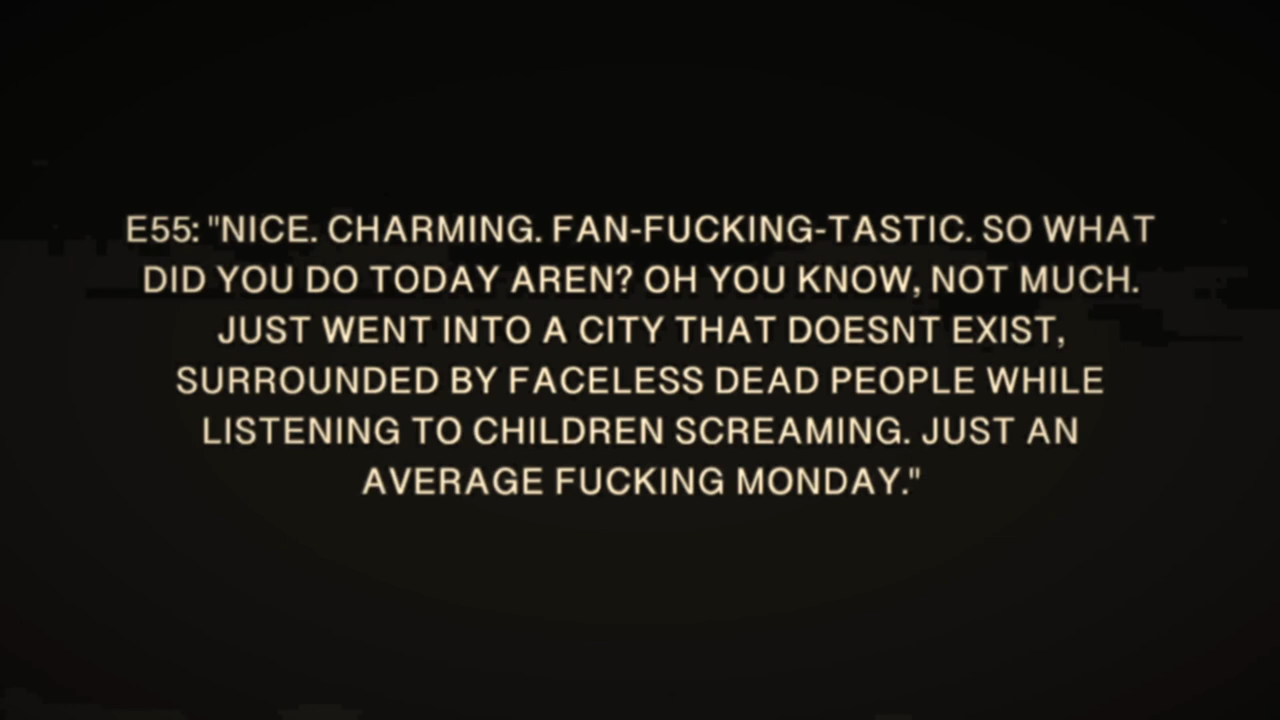 E55: "NICE. CHARMING. FAN-FUCKING-TASTIC. SO WHAT
DID YOU DO TODAY AREN? OH YOU KNOW, NOT MUCH.
JUST WENT INTO A CITY THAT DOESNT EXIST,
SURROUNDED BY FACELESS DEAD PEOPLE WHILE
LISTENING TO CHILDREN SCREAMING. JUST AN
AVERAGE FUCKING MONDAY."